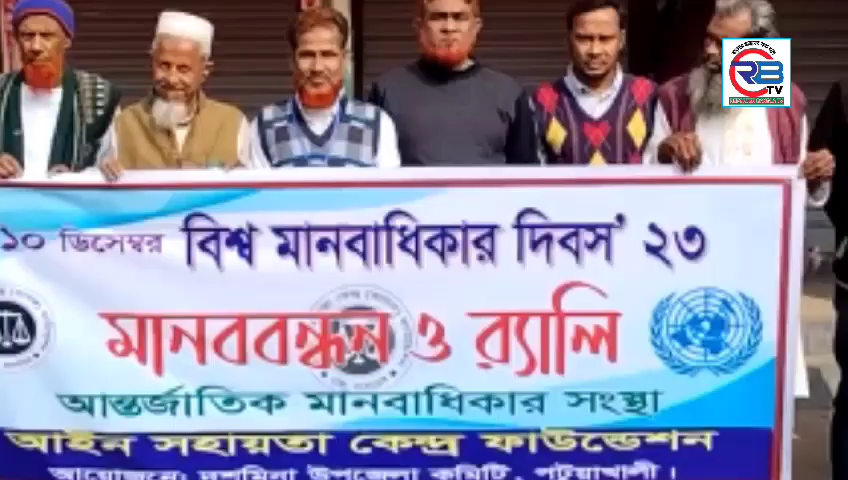 RB
TV
১০ ডিসেম্বর বিশ্ব মানবাধিকার দিবস' ২৩
মানববন্ধন ও র‍্যালি
আন্তর্জাতিক মানবাধিকার সংস্থা
আইন সহায়তা কেন্দ্র ফাউন্ডেশন
আয়োজনে: দশমিনা উপজেলা কমিটি, পটুয়াখালী।